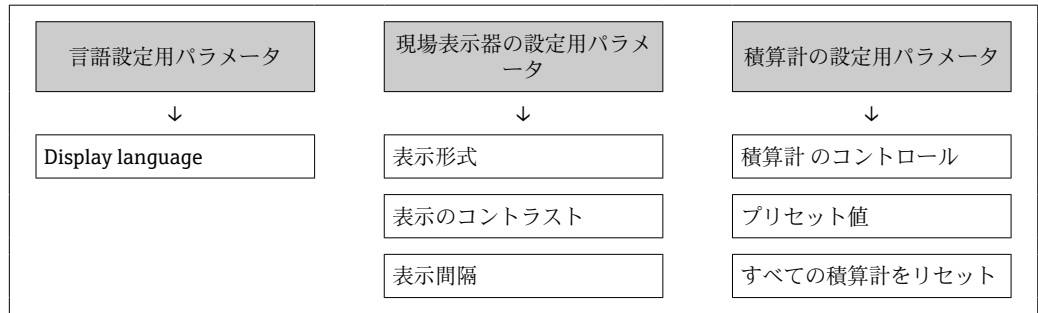 言語設定用パラメータ
↓
Display language
現場表示器の設定用パラメ
ータ
↓
表示形式
表示のコントラスト
表示間隔
積算計の設定用パラメータ
↓
積算計 のコントロール
プリセット値
すべての積算計をリセット